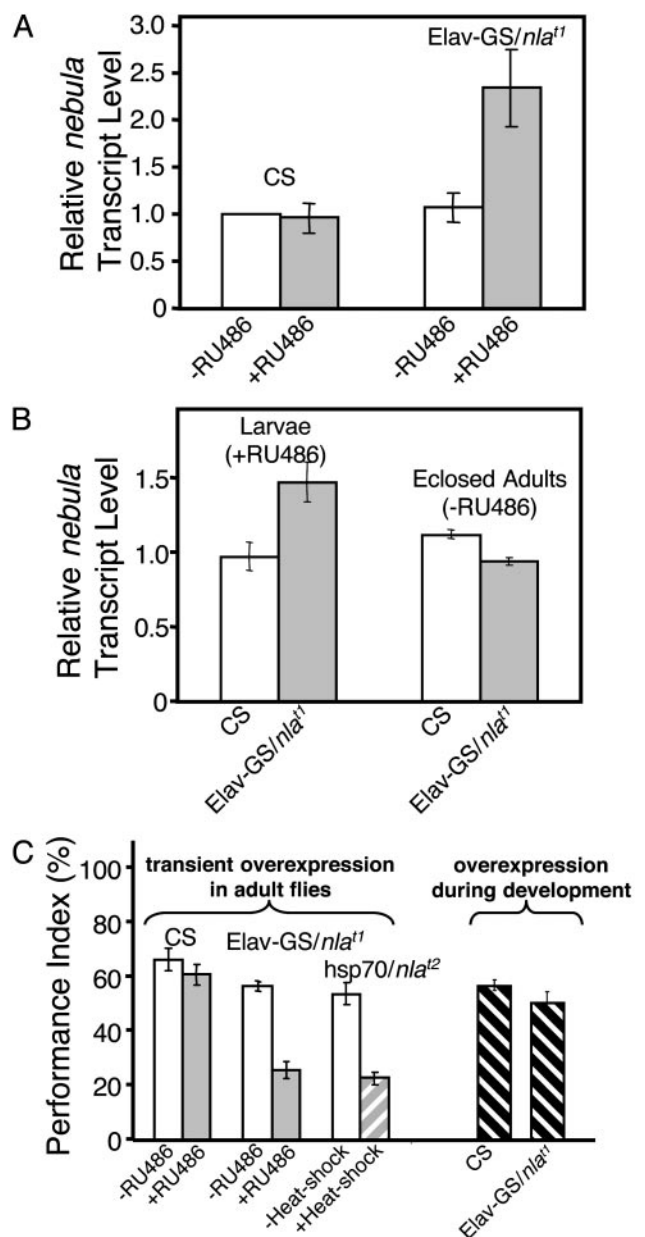 A
Relative nebula
Transcript Level
3.0
2.5
2.0
1.5
1.0
0.5
0
CS
Elav-GS/nlaᵗ¹
-RU486
+RU486
-RU486
+RU486
B
Relative nebula
Transcript Level
1.5
1.0
0.5
0
Larvae
(+RU486)
Eclosed Adults
(-RU486)
CS
Elav-GS/nlaᵗ¹
CS
Elav-GS/nlaᵗ¹
C
Performance Index (%)
100
80
60
40
20
0
transient overexpression
in adult flies
overexpression
during development
CS
Elav-GS/nlaᵗ¹
hsp70/nlaᵗ²
-RU486
+RU486
-RU486
+RU486
-Heat-shock
+Heat-shock
CS
Elav-GS/nlaᵗ¹